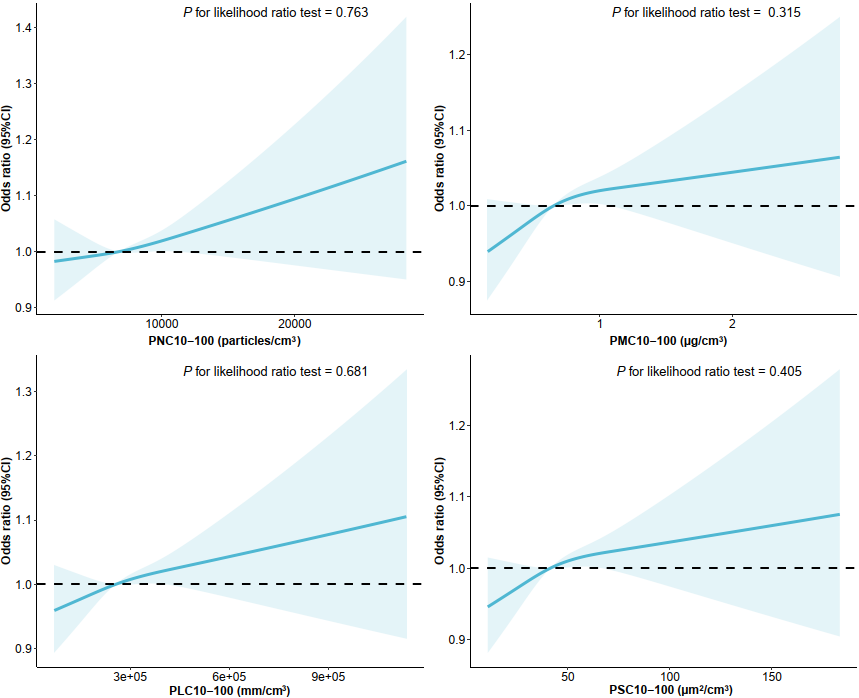 P for likelihood ratio test = 0.763
Odds ratio (95%CI)
1.4
1.3
1.2
1.1
1.0
0.9
10000 20000
PNC10−100 (particles/cm³)
P for likelihood ratio test = 0.315
Odds ratio (95%CI)
1.2
1.1
1.0
0.9
1 2
PMC10−100 (μg/cm³)
P for likelihood ratio test = 0.681
Odds ratio (95%CI)
1.3
1.2
1.1
1.0
0.9
3e+05 6e+05 9e+05
PLC10−100 (mm/cm³)
P for likelihood ratio test = 0.405
Odds ratio (95%CI)
1.2
1.1
1.0
0.9
50 100 150
PSC10−100 (μm²/cm³)